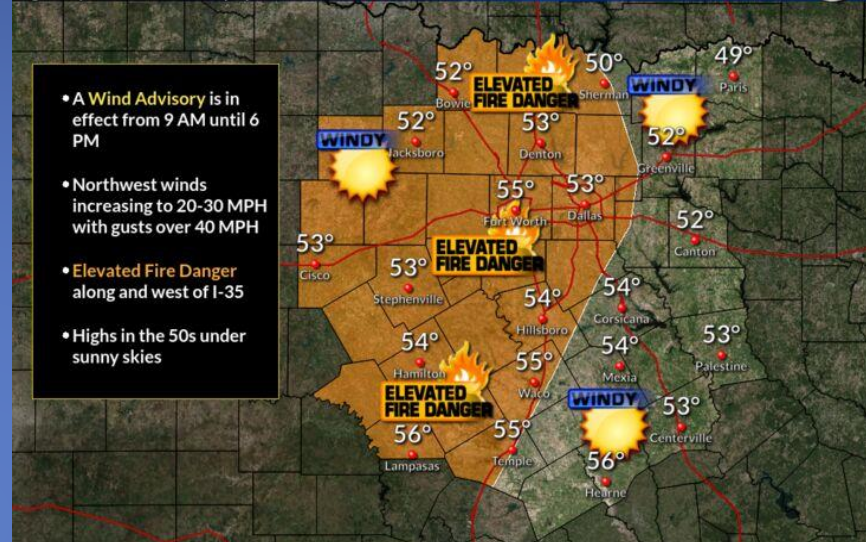 • A Wind Advisory is in
effect from 9 AM until 6
PM
• Northwest winds
increasing to 20-30 MPH
with gusts over 40 MPH
• Elevated Fire Danger
along and west of I-35
• Highs in the 50s under
sunny skies
52°
Bowie
ELEVATED
FIRE DANGER
50°
Sherman
WINDY
49°
Paris
WINDY
52°
Jacksboro
53°
Denton
52°
Greenville
55°
Fort Worth
53°
Dallas
53°
Cisco
ELEVATED
FIRE DANGER
52°
Canton
53°
Stephenville
54°
Hillsboro
54°
Corsicana
54°
Hamilton
55°
Waco
54°
Mexia
53°
Palestine
ELEVATED
FIRE DANGER
WINDY
53°
Centerville
56°
Lampasas
55°
Temple
56°
Hearne